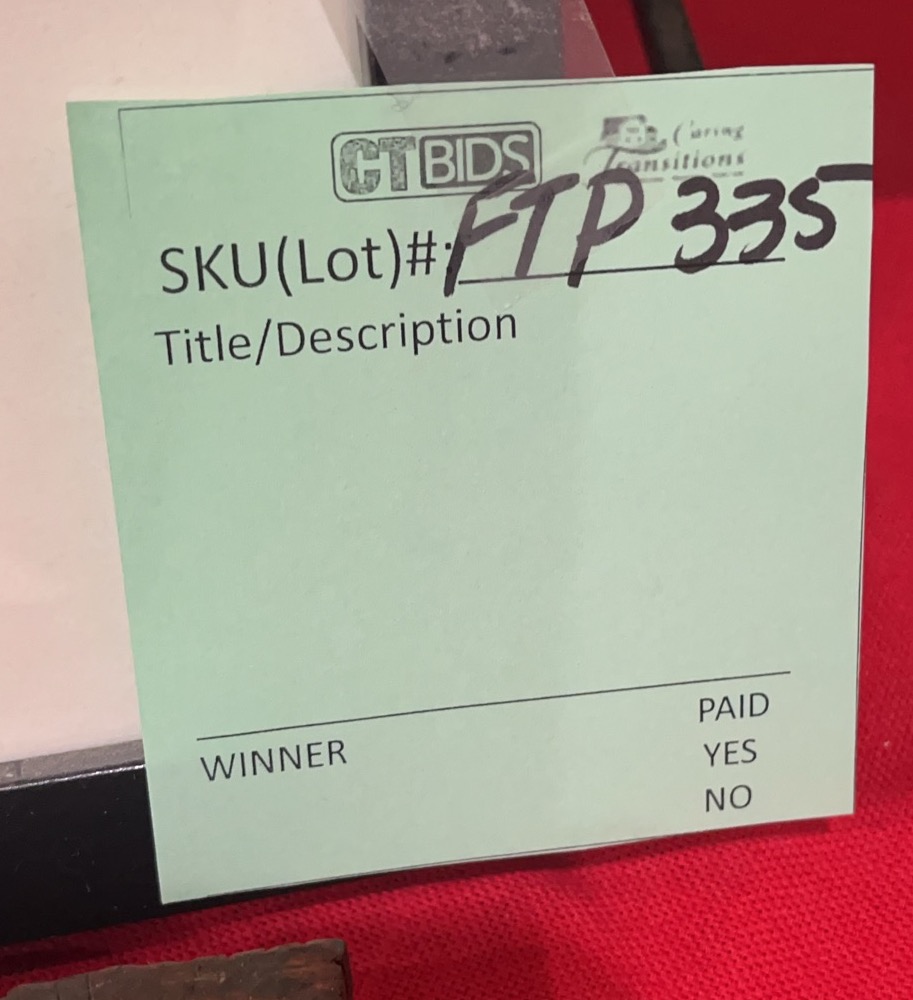 CTBIDS Caring Transitions
SKU(Lot)#: FTP 335
Title/Description
WINNER PAID
YES
NO